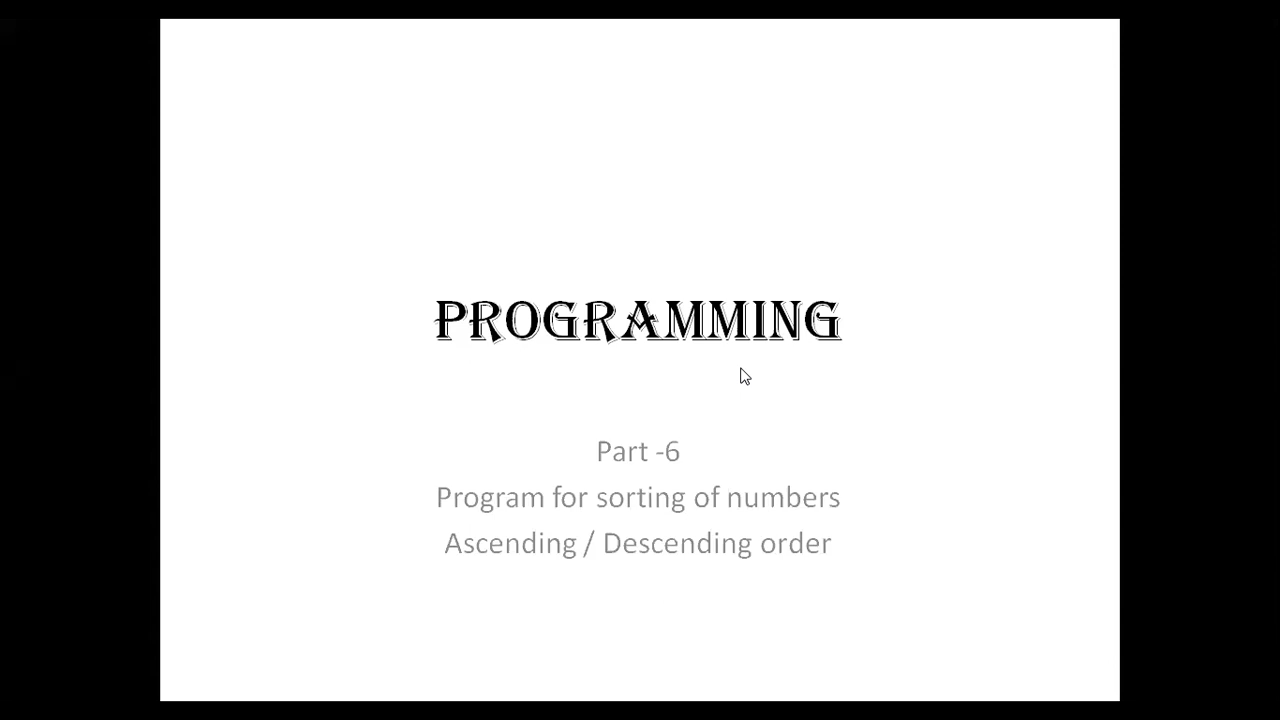 PROGRAMMING
Part -6
Program for sorting of numbers
Ascending / Descending order